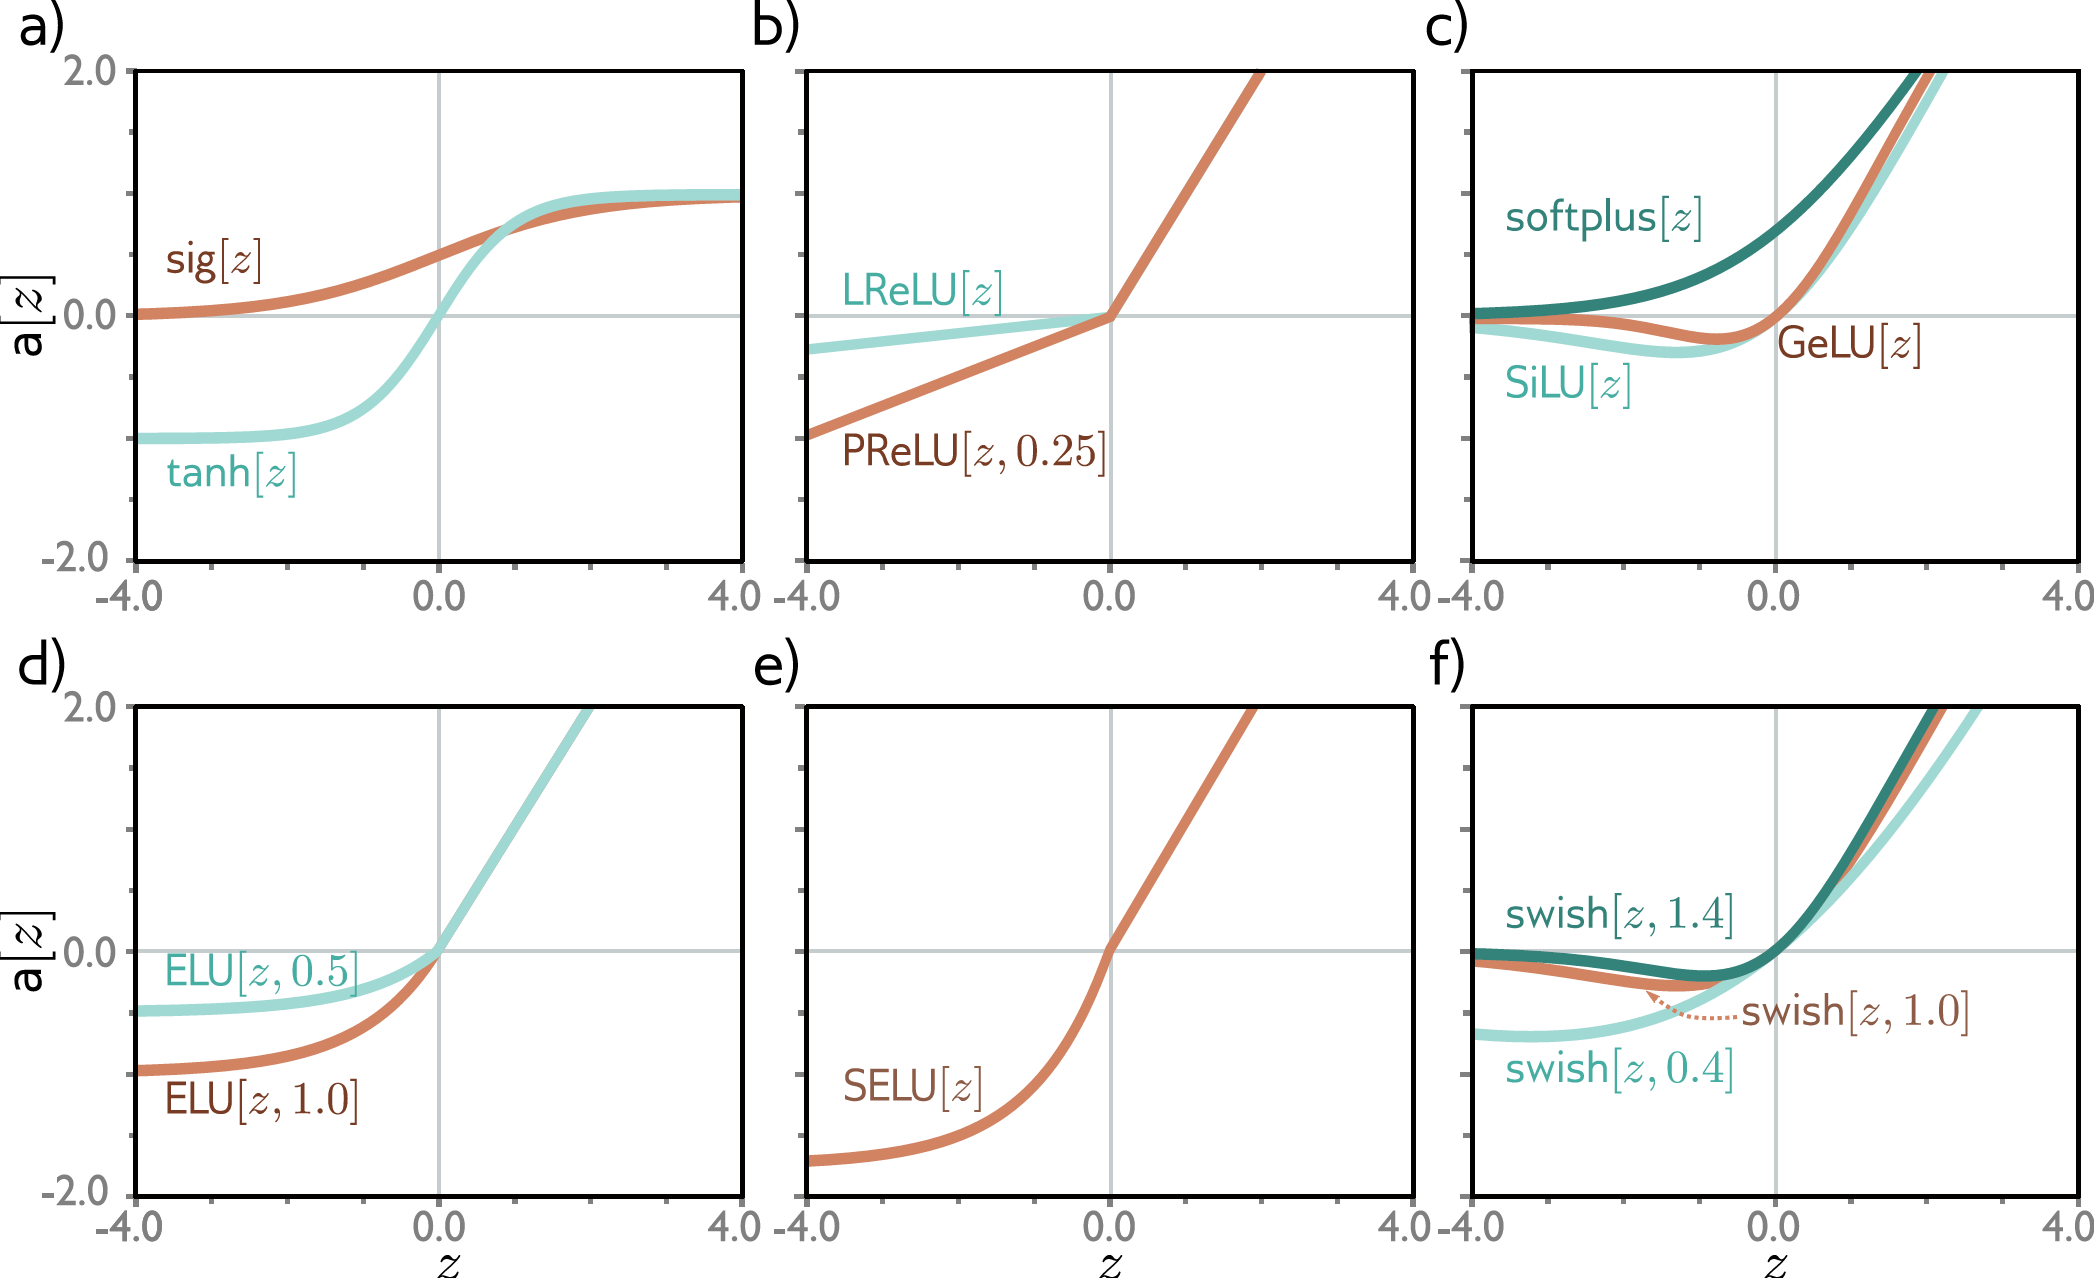 a)
b)
c)
2.0
sig[z]
softplus[z]
LReLU[z]
a[z]
0.0
GeLU[z]
SiLU[z]
PReLU[z, 0.25]
tanh[z]
-2.0
-4.0 0.0 4.0
-4.0 0.0 4.0
-4.0 0.0 4.0
d)
e)
f)
2.0
swish[z, 1.4]
a[z]
0.0
ELU[z, 0.5]
swish[z, 1.0]
swish[z, 0.4]
SELU[z]
ELU[z, 1.0]
-2.0
-4.0 0.0 4.0
-4.0 0.0 4.0
-4.0 0.0 4.0
z
z
z